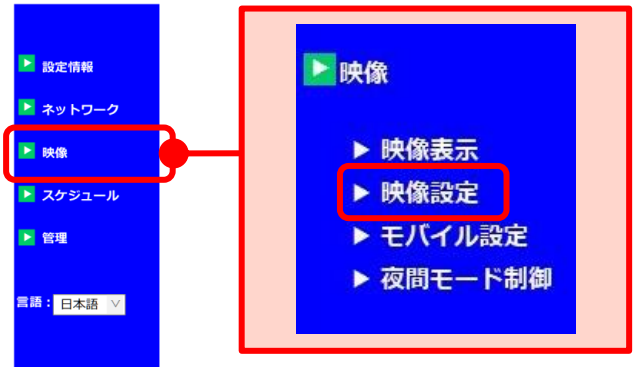 設定情報
ネットワーク
映像
スケジュール
管理
言語：日本語
映像
映像表示
映像設定
モバイル設定
夜間モード制御